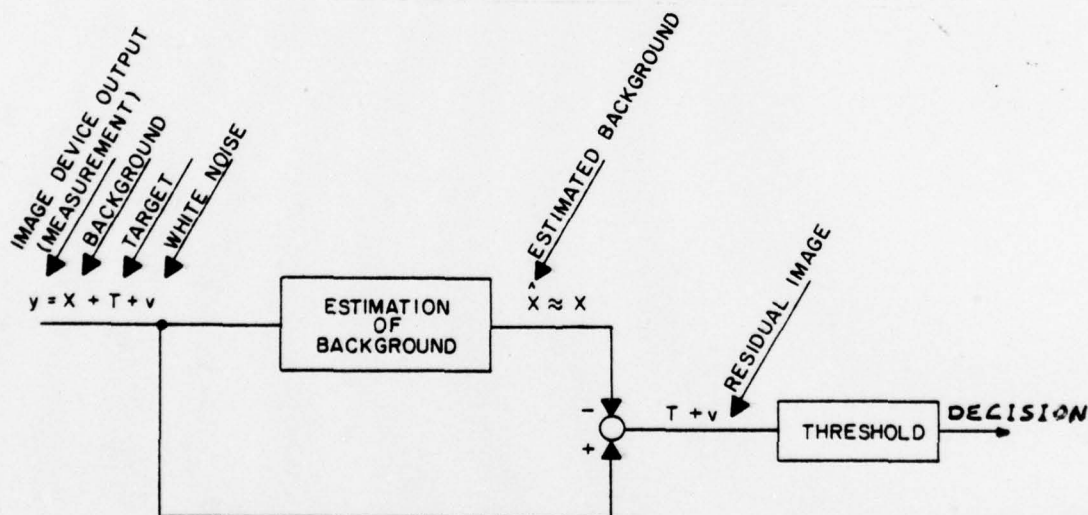 IMAGE DEVICE OUTPUT
(MEASUREMENT)
BACKGROUND
TARGET
WHITE NOISE
y = X + T + v
ESTIMATION
OF
BACKGROUND
ESTIMATED BACKGROUND
X̂ ≈ X
-
+
T + v
RESIDUAL IMAGE
THRESHOLD
DECISION